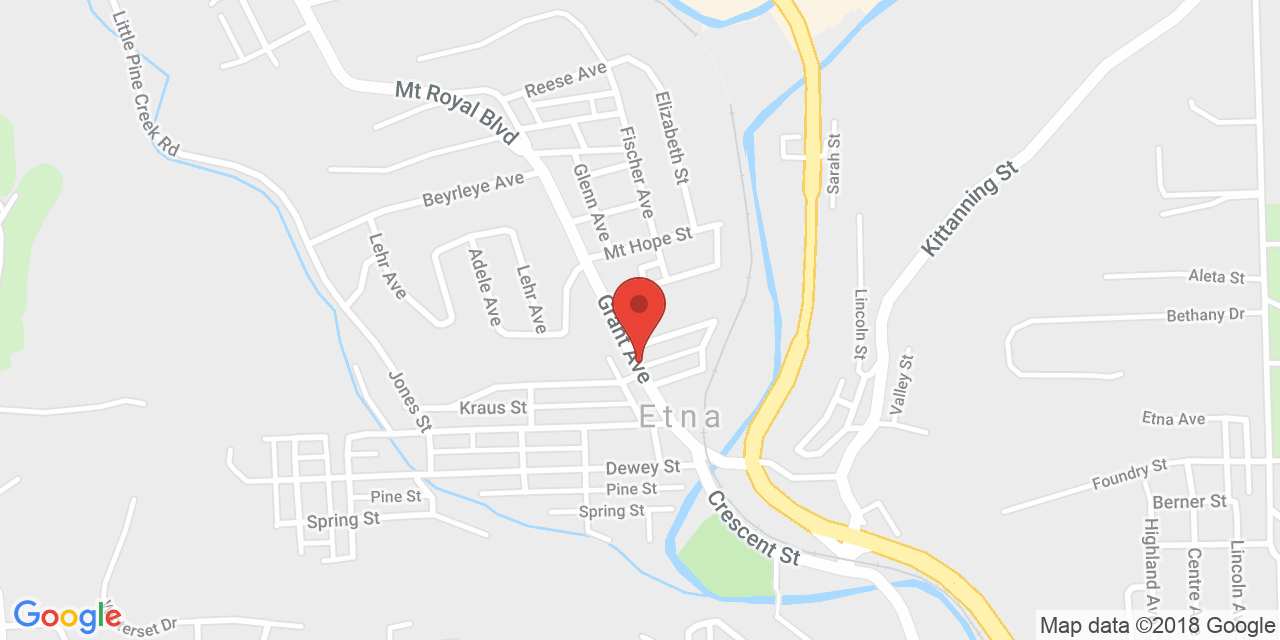 Little Pine Creek Rd
Mt Royal Blvd
Reese Ave
Elizabeth St
Fischer Ave
Glenn Ave
Beyrleye Ave
Mt Hope St
Lehr Ave
Adele Ave
Lehr Ave
Grant Ave
Sarah St
Kittanning St
Lincoln St
Valley St
Aleta St
Bethany Dr
Jones St
Kraus St
Etna
Etna Ave
Dewey St
Pine St
Pine St
Spring St
Spring St
Crescent St
Foundry St
Berner St
Highland Av
Centre A
Lincoln A
erset Dr
Google
Map data ©2018 Google